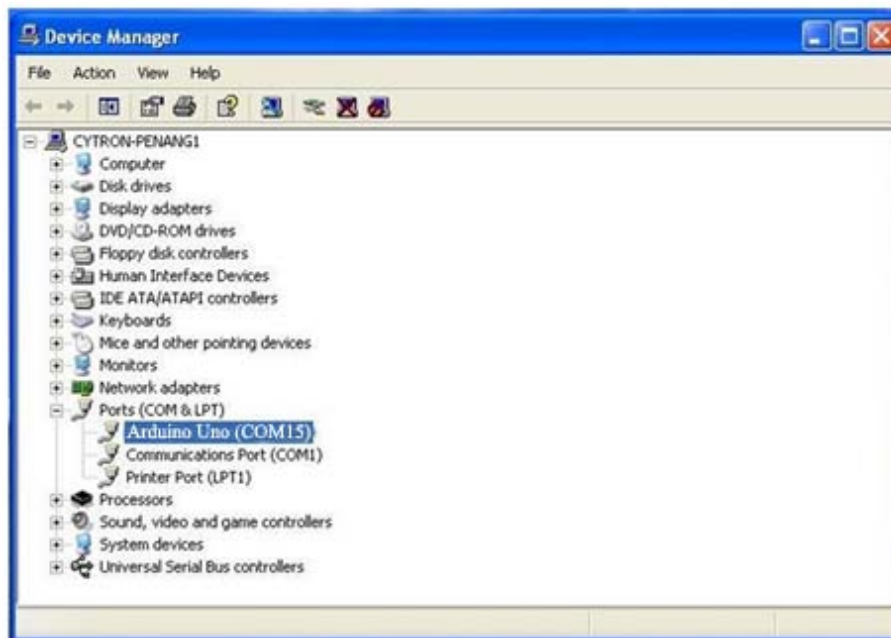 Device Manager
File Action View Help
CYTRON-PENANG1
Computer
Disk drives
Display adapters
DVD/CD-ROM drives
Floppy disk controllers
Human Interface Devices
IDE ATA/ATAPI controllers
Keyboards
Mice and other pointing devices
Monitors
Network adapters
Ports (COM & LPT)
Arduino Uno (COM15)
Communications Port (COM1)
Printer Port (LPT1)
Processors
Sound, video and game controllers
System devices
Universal Serial Bus controllers